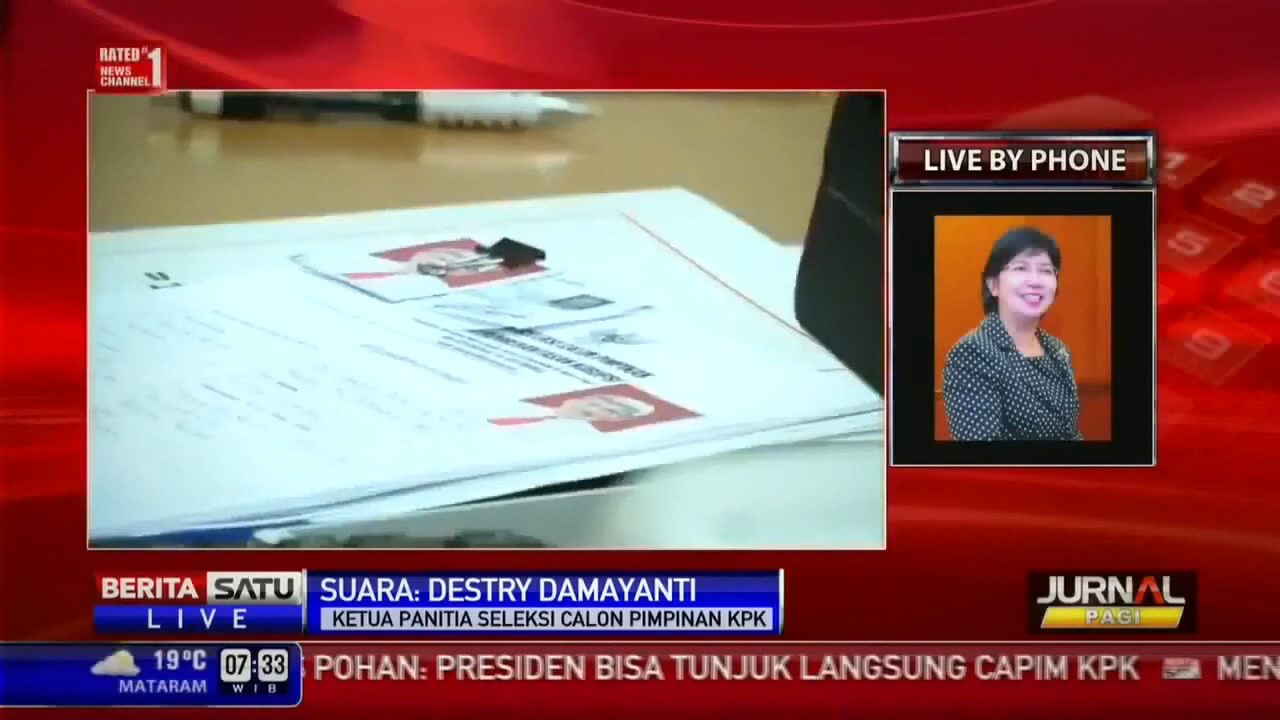 RATED #1
NEWS
CHANNEL
LIVE BY PHONE
BERITA SATU
LIVE
SUARA: DESTRY DAMAYANTI
KETUA PANITIA SELEKSI CALON PIMPINAN KPK
JURNAL
PAGI
19°C
MATARAM
07:33
WIB
S POHAN: PRESIDEN BISA TUNJUK LANGSUNG CAPIM KPK
MEN